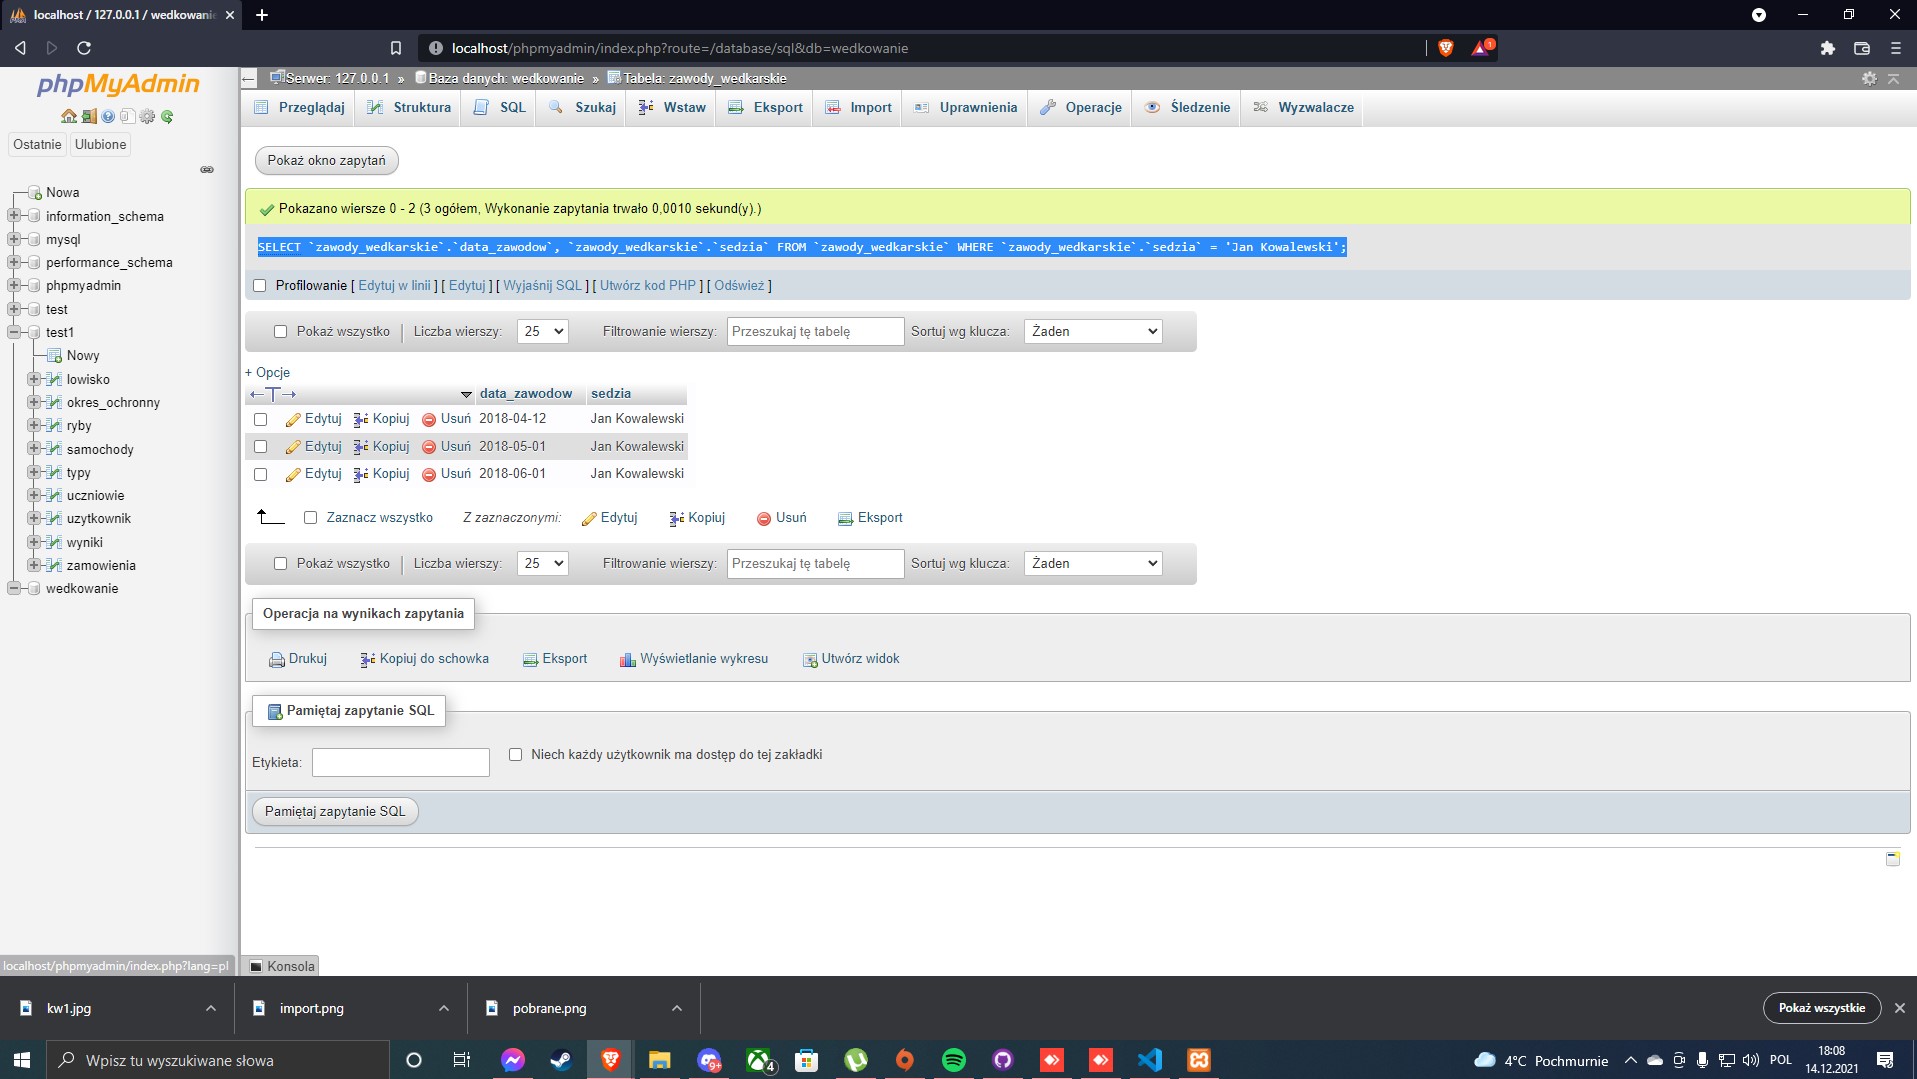 localhost / 127.0.0.1 / wedkowanie
localhost/phpmyadmin/index.php?route=/database/sql&db=wedkowanie
1
phpMyAdmin
Ostatnie Ulubione
Nowa
information_schema
mysql
performance_schema
phpmyadmin
test
test1
Nowy
lowisko
okres_ochronny
ryby
samochody
typy
uczniowie
uzytkownik
wyniki
zamowienia
wedkowanie
localhost/phpmyadmin/index.php?lang=pl
Serwer: 127.0.0.1 » Baza danych: wedkowanie » Tabela: zawody_wedkarskie
Przeglądaj Struktura SQL Szukaj Wstaw Eksport Import Uprawnienia Operacje Śledzenie Wyzwalacze
Pokaż okno zapytań
Pokazano wiersze 0 - 2 (3 ogółem, Wykonanie zapytania trwało 0,0010 sekund(y).)
SELECT `zawody_wedkarskie`.`data_zawodow`, `zawody_wedkarskie`.`sedzia` FROM `zawody_wedkarskie` WHERE `zawody_wedkarskie`.`sedzia` = 'Jan Kowalewski';
Profilowanie [ Edytuj w linii ] [ Edytuj ] [ Wyjaśnij SQL ] [ Utwórz kod PHP ] [ Odśwież ]
Pokaż wszystko | Liczba wierszy: 25 Filtrowanie wierszy: Przeszukaj tę tabelę Sortuj wg klucza: Żaden
+ Opcje
←T→ data_zawodow sedzia
Edytuj Kopiuj Usuń 2018-04-12 Jan Kowalewski
Edytuj Kopiuj Usuń 2018-05-01 Jan Kowalewski
Edytuj Kopiuj Usuń 2018-06-01 Jan Kowalewski
Zaznacz wszystko Z zaznaczonymi: Edytuj Kopiuj Usuń Eksport
Pokaż wszystko | Liczba wierszy: 25 Filtrowanie wierszy: Przeszukaj tę tabelę Sortuj wg klucza: Żaden
Operacja na wynikach zapytania
Drukuj Kopiuj do schowka Eksport Wyświetlanie wykresu Utwórz widok
Pamiętaj zapytanie SQL
Etykieta: Niech każdy użytkownik ma dostęp do tej zakładki
Pamiętaj zapytanie SQL
Konsola
kw1.jpg import.png pobrane.png Pokaż wszystkie
Wpisz tu wyszukiwane słowa 9+ 4 4°C Pochmurnie POL 18:08
14.12.2021